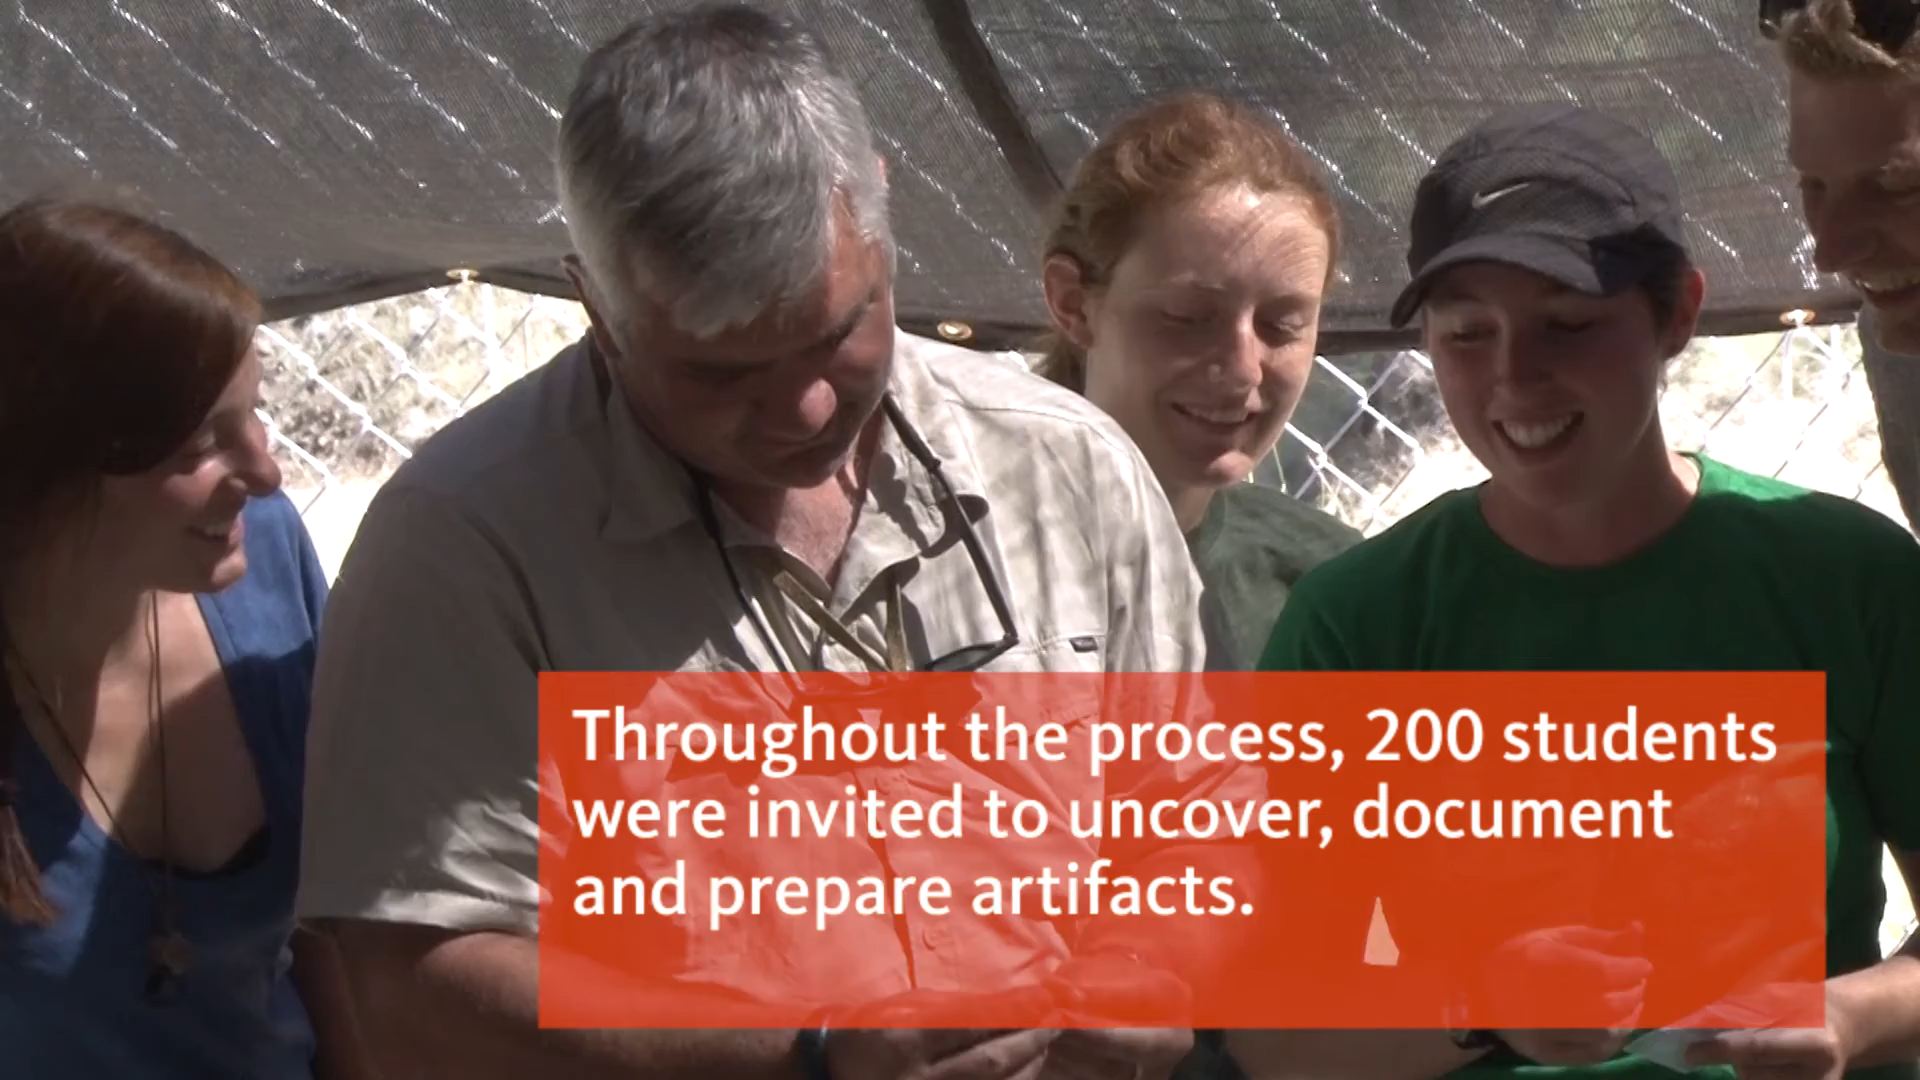 Throughout the process, 200 students
were invited to uncover, document
and prepare artifacts.